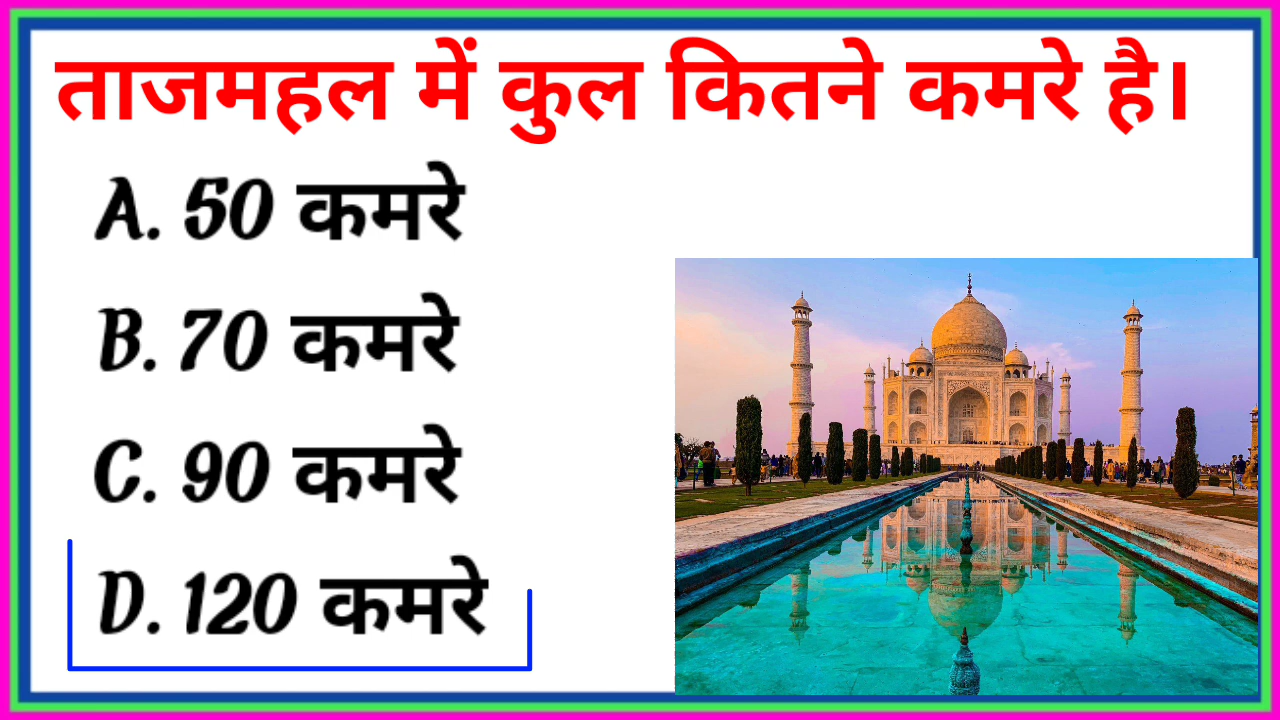 ताजमहल में कुल कितने कमरे है।
A. 50 कमरे
B. 70 कमरे
C. 90 कमरे
D. 120 कमरे